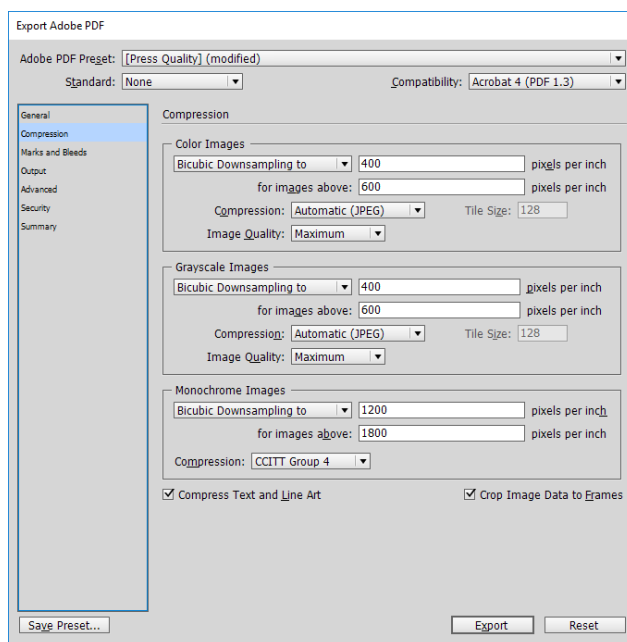 Export Adobe PDF
Adobe PDF Preset: [Press Quality] (modified)
Standard: None Compatibility: Acrobat 4 (PDF 1.3)
General
Compression
Marks and Bleeds
Output
Advanced
Security
Summary
Compression
Color Images
Bicubic Downsampling to 400 pixels per inch
for images above: 600 pixels per inch
Compression: Automatic (JPEG) Tile Size: 128
Image Quality: Maximum
Grayscale Images
Bicubic Downsampling to 400 pixels per inch
for images above: 600 pixels per inch
Compression: Automatic (JPEG) Tile Size: 128
Image Quality: Maximum
Monochrome Images
Bicubic Downsampling to 1200 pixels per inch
for images above: 1800 pixels per inch
Compression: CCITT Group 4
Compress Text and Line Art Crop Image Data to Frames
Save Preset... Export Reset